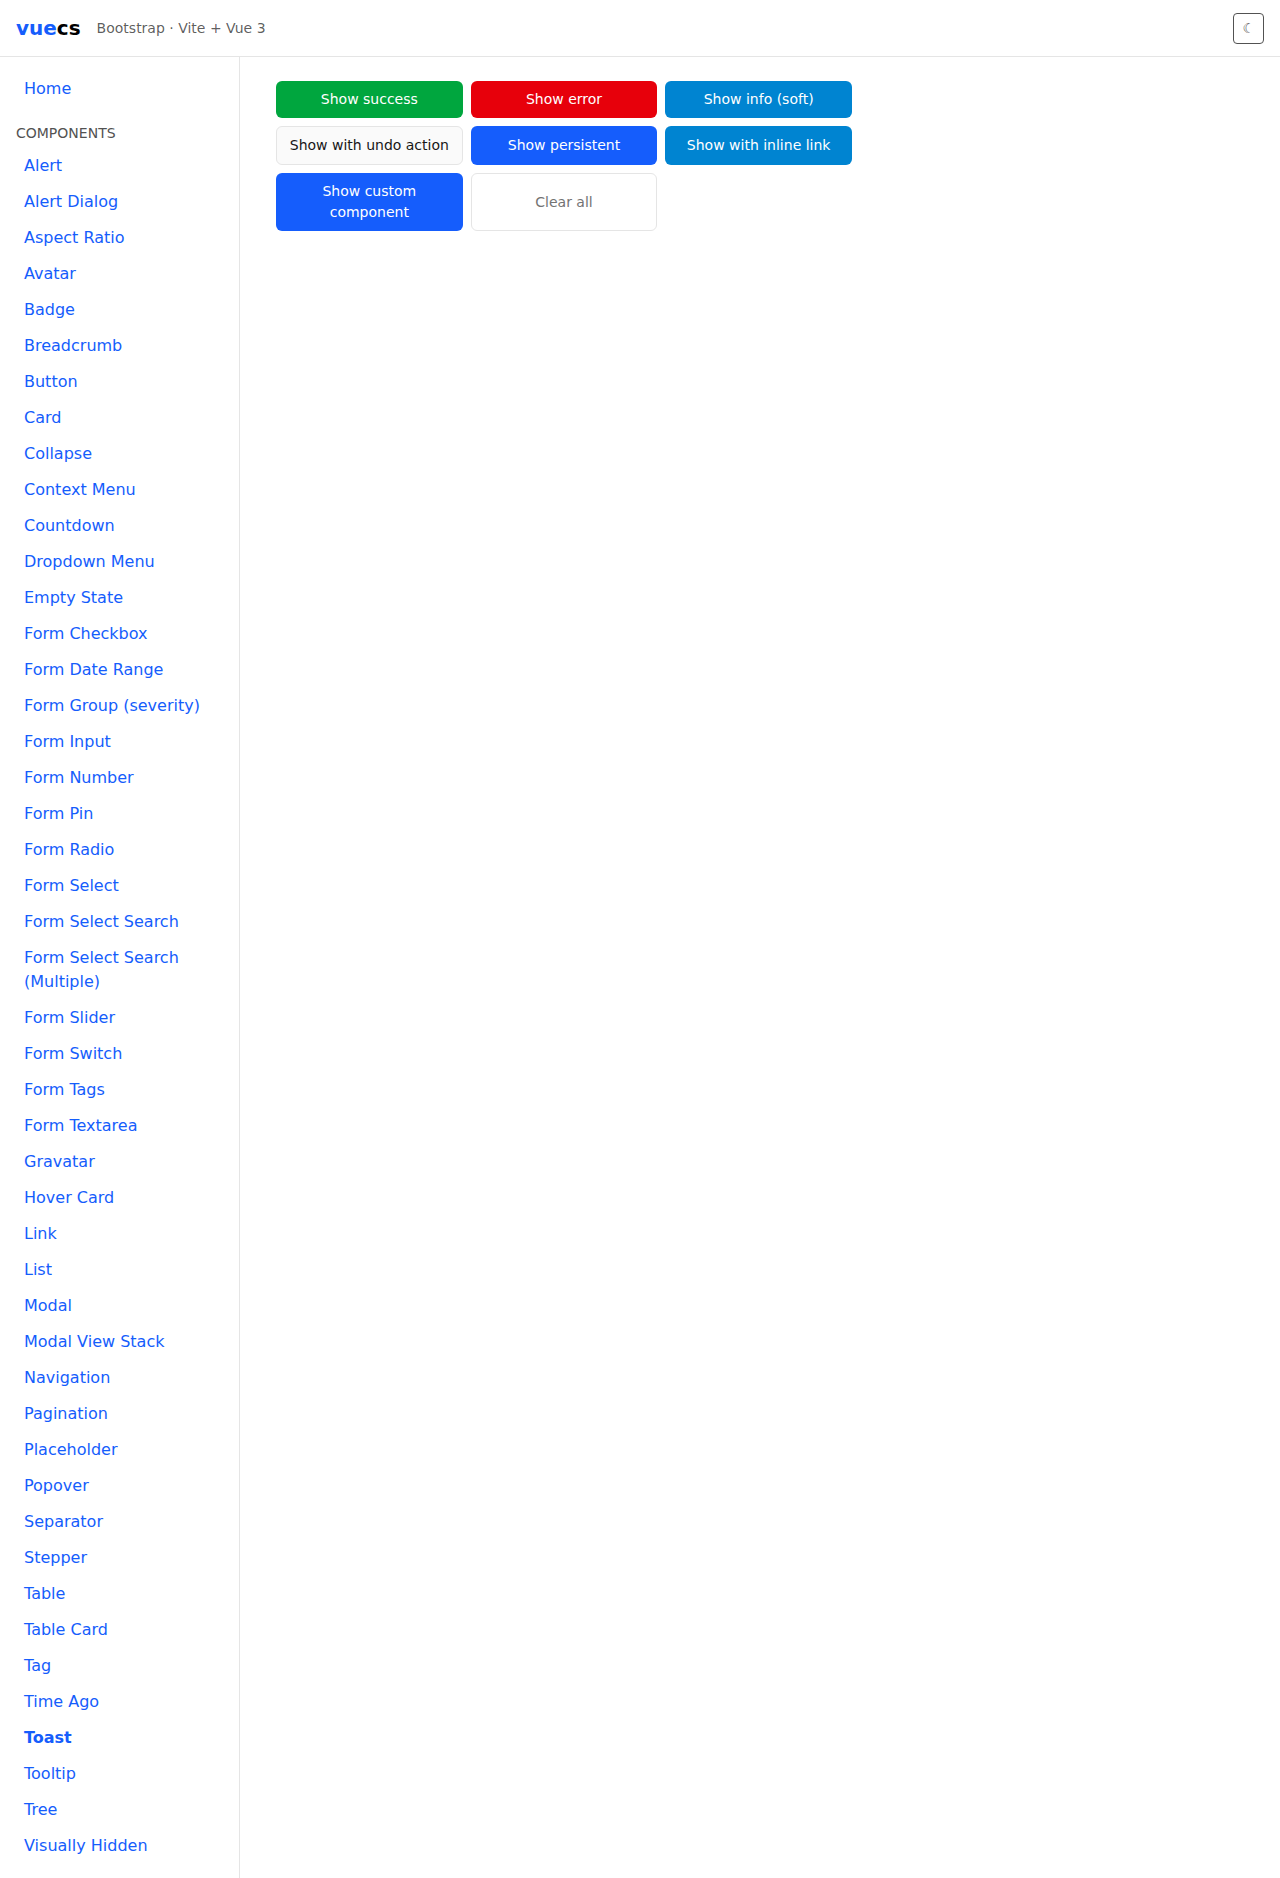 vuecs Bootstrap · Vite + Vue 3
Home
COMPONENTS
Alert
Alert Dialog
Aspect Ratio
Avatar
Badge
Breadcrumb
Button
Card
Collapse
Context Menu
Countdown
Dropdown Menu
Empty State
Form Checkbox
Form Date Range
Form Group (severity)
Form Input
Form Number
Form Pin
Form Radio
Form Select
Form Select Search
Form Select Search
(Multiple)
Form Slider
Form Switch
Form Tags
Form Textarea
Gravatar
Hover Card
Link
List
Modal
Modal View Stack
Navigation
Pagination
Placeholder
Popover
Separator
Stepper
Table
Table Card
Tag
Time Ago
Toast
Tooltip
Tree
Visually Hidden
Show success
Show error
Show info (soft)
Show with undo action
Show persistent
Show with inline link
Show custom
component
Clear all